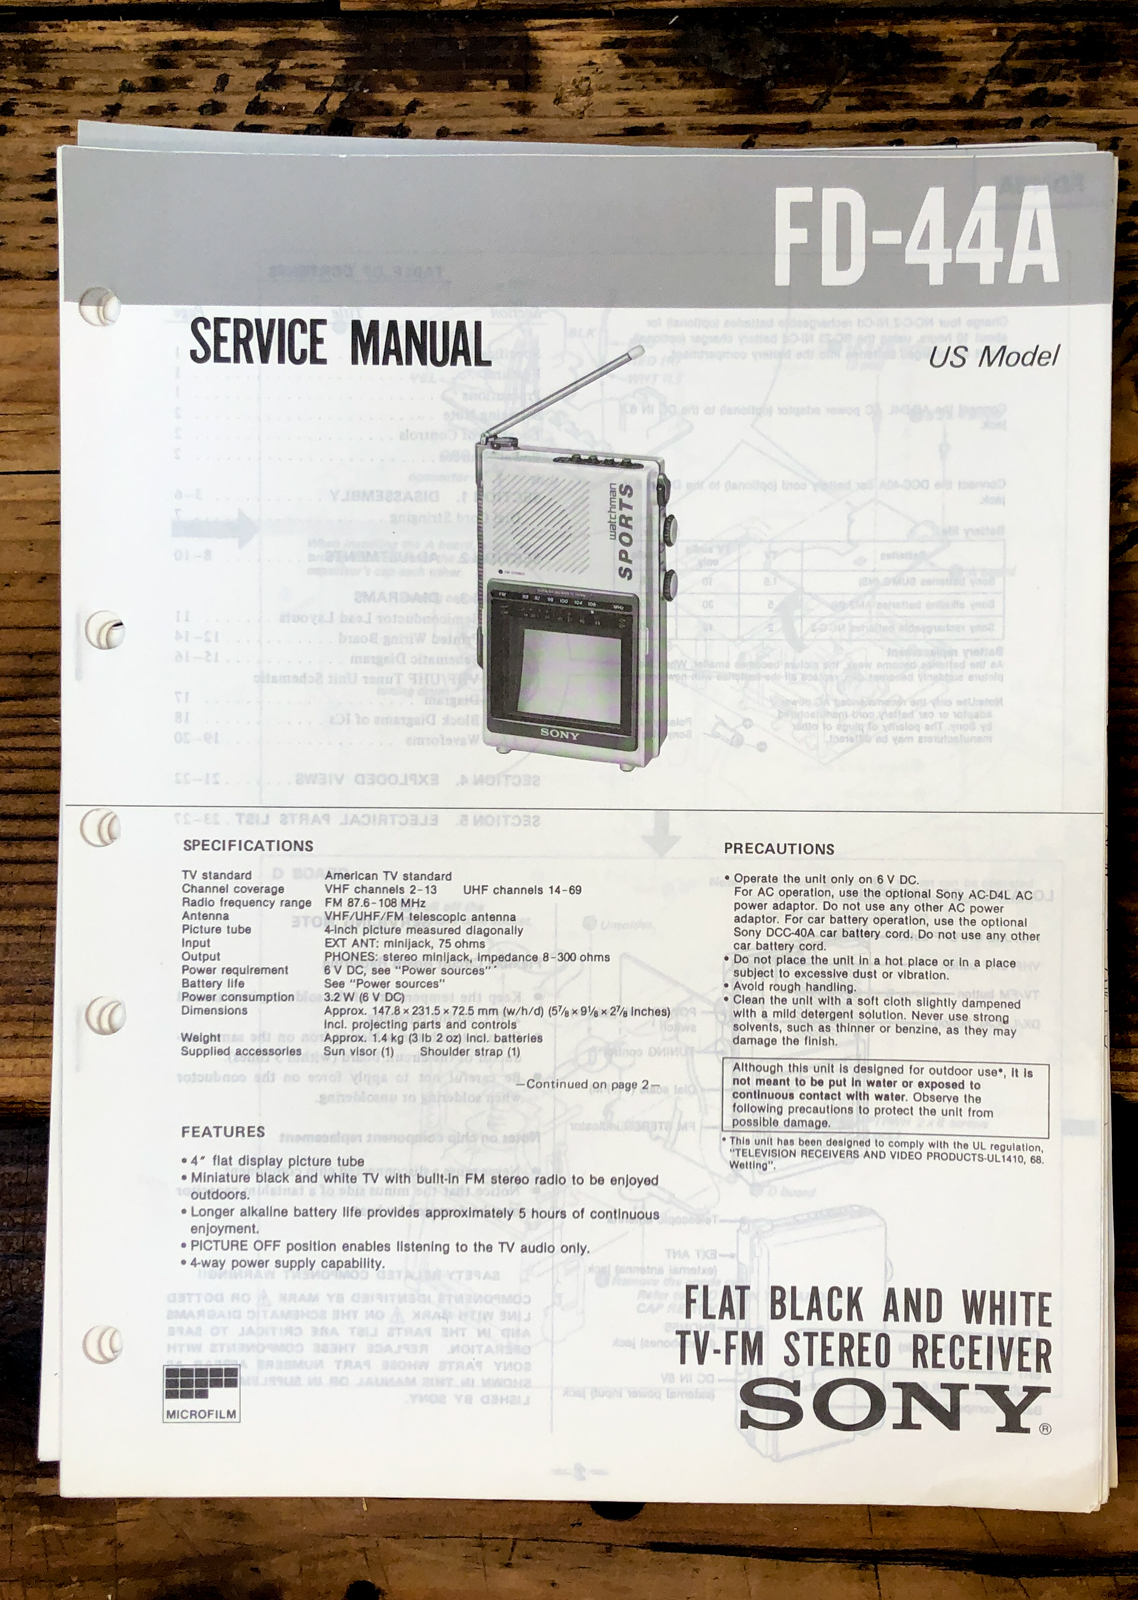 FD-44A
SERVICE MANUAL
US Model
watchman
SPORTS
FM 88 92 96 100 104 108 MHz
SONY
SPECIFICATIONS
TV standard American TV standard
Channel coverage VHF channels 2-13 UHF channels 14-69
Radio frequency range FM 87.6-108 MHz
Antenna VHF/UHF/FM telescopic antenna
Picture tube 4-inch picture measured diagonally
Input EXT ANT: minijack, 75 ohms
Output PHONES: stereo minijack, impedance 8-300 ohms
Power requirement 6 V DC, see "Power sources"
Battery life See "Power sources"
Power consumption 3.2 W (6 V DC)
Dimensions Approx. 147.8 × 231.5 × 72.5 mm (w/h/d) (5 7/8 × 9 1/8 × 2 7/8 inches)
Incl. projecting parts and controls
Weight Approx. 1.4 kg (3 lb 2 oz) incl. batteries
Supplied accessories Sun visor (1) Shoulder strap (1)
—Continued on page 2—
FEATURES
• 4" flat display picture tube
• Miniature black and white TV with built-in FM stereo radio to be enjoyed
outdoors.
• Longer alkaline battery life provides approximately 5 hours of continuous
enjoyment.
• PICTURE OFF position enables listening to the TV audio only.
• 4-way power supply capability.
MICROFILM
PRECAUTIONS
• Operate the unit only on 6 V DC.
For AC operation, use the optional Sony AC-D4L AC
power adaptor. Do not use any other AC power
adaptor. For car battery operation, use the optional
Sony DCC-40A car battery cord. Do not use any other
car battery cord.
• Do not place the unit in a hot place or in a place
subject to excessive dust or vibration.
• Avoid rough handling.
• Clean the unit with a soft cloth slightly dampened
with a mild detergent solution. Never use strong
solvents, such as thinner or benzine, as they may
damage the finish.
Although this unit is designed for outdoor use*, it is
not meant to be put in water or exposed to
continuous contact with water. Observe the
following precautions to protect the unit from
possible damage.
* This unit has been designed to comply with the UL regulation,
"TELEVISION RECEIVERS AND VIDEO PRODUCTS-UL1410, 68.
Wetting".
FLAT BLACK AND WHITE
TV-FM STEREO RECEIVER
SONY®